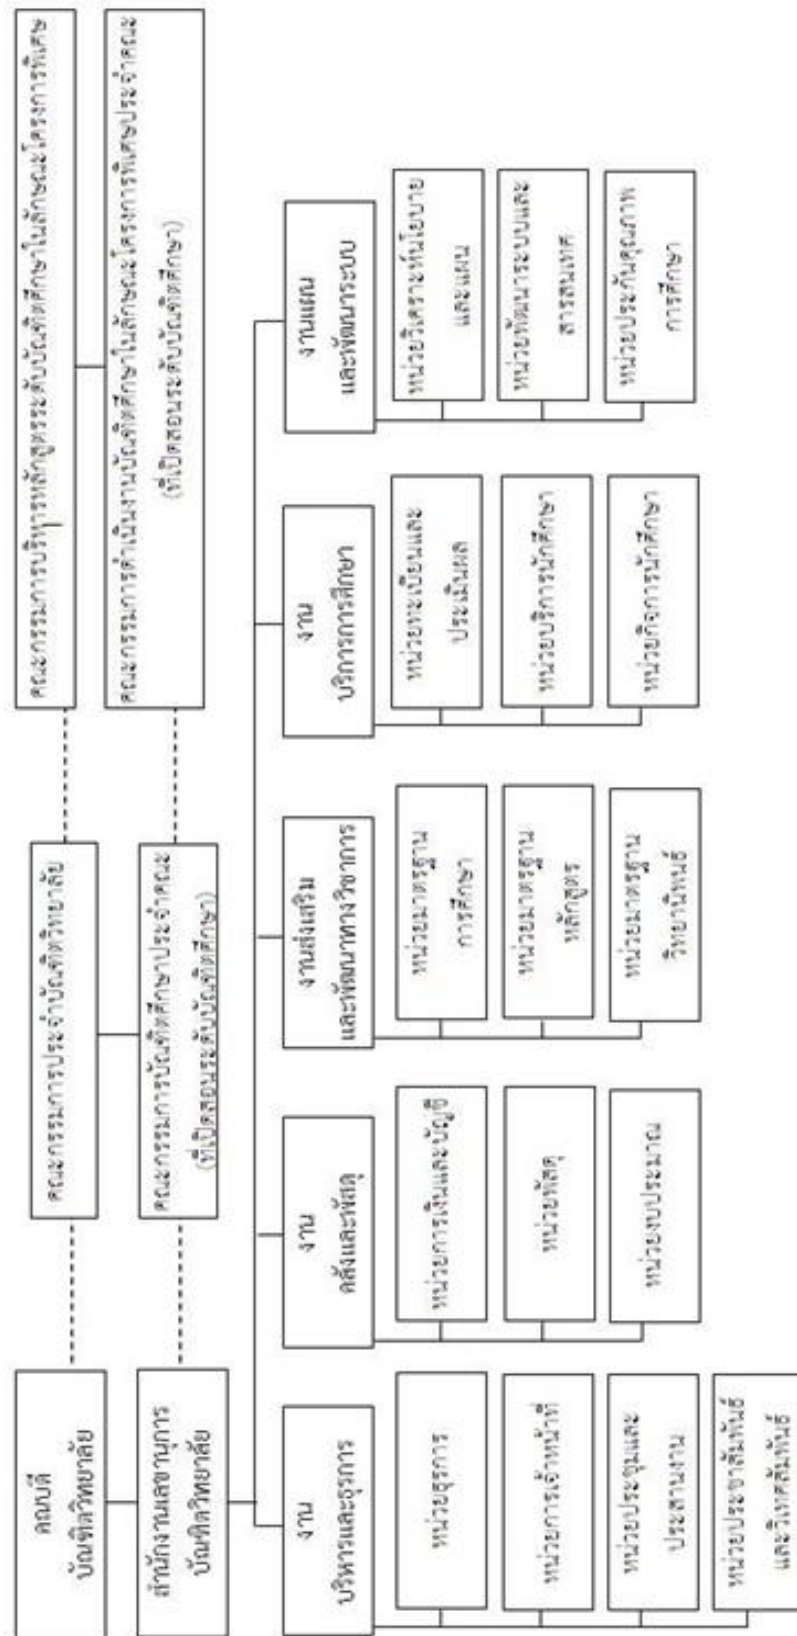 คณบดี
บัณฑิตวิทยาลัย
คณะกรรมการประจำบัณฑิตวิทยาลัย
คณะกรรมการบริหารหลักสูตรระดับบัณฑิตศึกษาในลักษณะโครงการพิเศษ
สำนักงานเลขานุการ
บัณฑิตวิทยาลัย
คณะกรรมการบัณฑิตศึกษาประจำคณะ
(ที่เปิดสอนระดับบัณฑิตศึกษา)
คณะกรรมการดำเนินงานบัณฑิตศึกษาในลักษณะโครงการพิเศษประจำคณะ
(ที่เปิดสอนระดับบัณฑิตศึกษา)
งาน
บริหารและธุรการ
หน่วยธุรการ
หน่วยการเจ้าหน้าที่
หน่วยประชุมและ
ประสานงาน
หน่วยประชาสัมพันธ์
และวิเทศสัมพันธ์
งาน
คลังและพัสดุ
หน่วยการเงินและบัญชี
หน่วยพัสดุ
หน่วยงบประมาณ
งานส่งเสริม
และพัฒนาทางวิชาการ
หน่วยมาตรฐาน
การศึกษา
หน่วยมาตรฐาน
หลักสูตร
หน่วยมาตรฐาน
วิทยานิพนธ์
งาน
บริการการศึกษา
หน่วยทะเบียนและ
ประเมินผล
หน่วยบริการนักศึกษา
หน่วยกิจการนักศึกษา
งานแผน
และพัฒนาระบบ
หน่วยวิเคราะห์นโยบาย
และแผน
หน่วยพัฒนาระบบและ
สารสนเทศ
หน่วยประกันคุณภาพ
การศึกษา